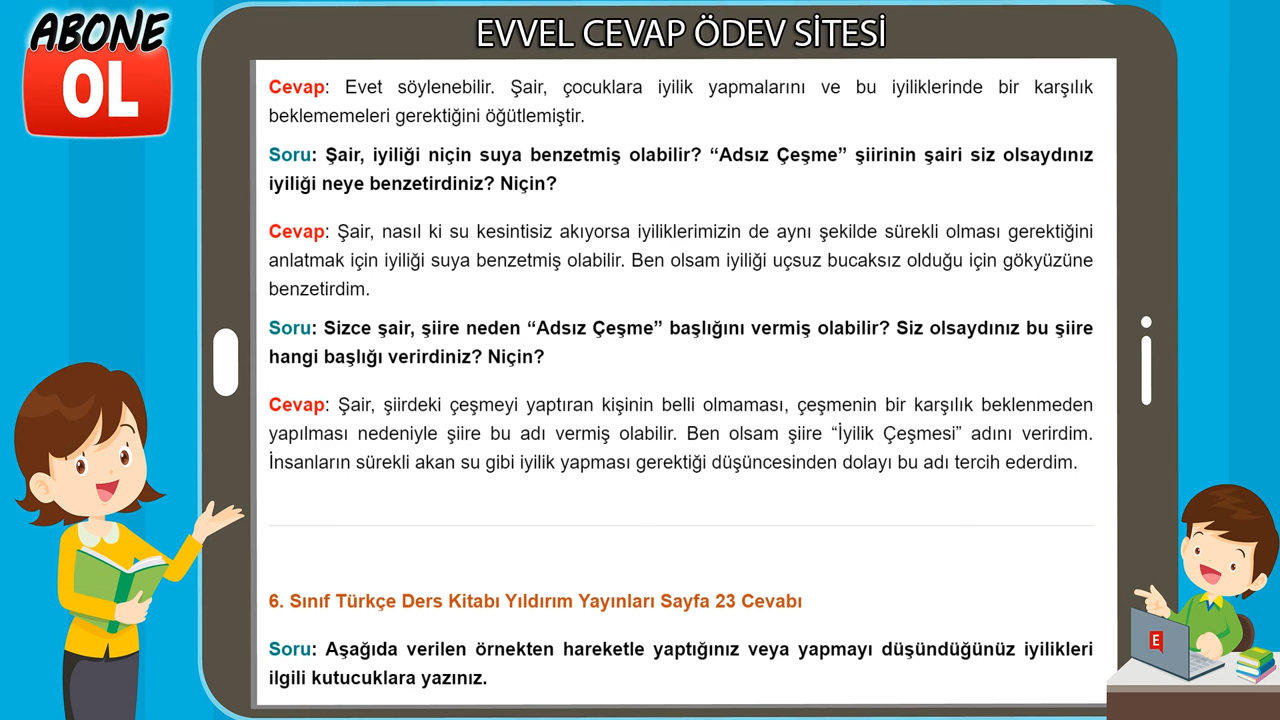 ABONE
OL
EVVEL CEVAP ÖDEV SİTESİ
Cevap: Evet söylenebilir. Şair, çocuklara iyilik yapmalarını ve bu iyiliklerinde bir karşılık
beklememeleri gerektiğini öğütlemiştir.
Soru: Şair, iyiliği niçin suya benzetmiş olabilir? “Adsız Çeşme” şiirinin şairi siz olsaydınız
iyiliği neye benzetirdiniz? Niçin?
Cevap: Şair, nasıl ki su kesintisiz akıyorsa iyiliklerimizin de aynı şekilde sürekli olması gerektiğini
anlatmak için iyiliği suya benzetmiş olabilir. Ben olsam iyiliği uçsuz bucaksız olduğu için gökyüzüne
benzetirdim.
Soru: Sizce şair, şiire neden “Adsız Çeşme” başlığını vermiş olabilir? Siz olsaydınız bu şiire
hangi başlığı verirdiniz? Niçin?
Cevap: Şair, şiirdeki çeşmeyi yaptıran kişinin belli olmaması, çeşmenin bir karşılık beklenmeden
yapılması nedeniyle şiire bu adı vermiş olabilir. Ben olsam şiire “İyilik Çeşmesi” adını verirdim.
İnsanların sürekli akan su gibi iyilik yapması gerektiği düşüncesinden dolayı bu adı tercih ederdim.
6. Sınıf Türkçe Ders Kitabı Yıldırım Yayınları Sayfa 23 Cevabı
Soru: Aşağıda verilen örnekten hareketle yaptığınız veya yapmayı düşündüğünüz iyilikleri
ilgili kutucuklara yazınız.
E